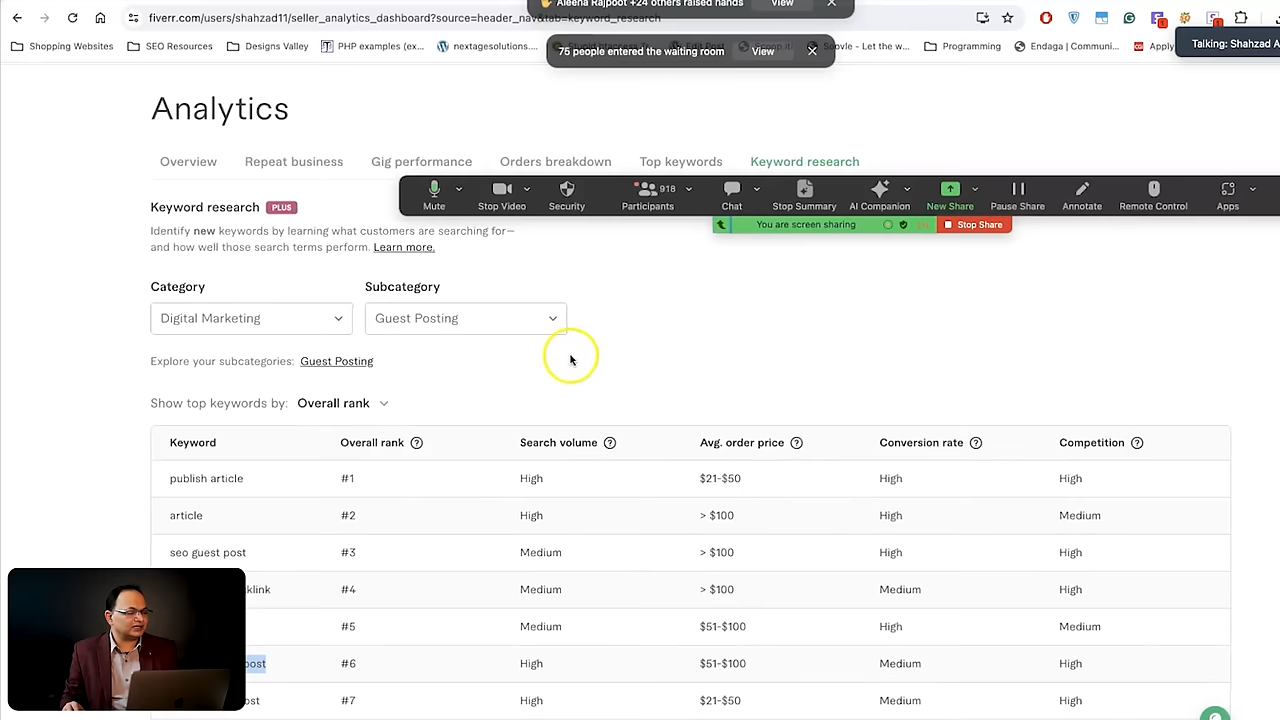 Aleena Rajpoot +24 others raised hands View
fiverr.com/users/shahzad11/seller_analytics_dashboard?source=header_nav&tab=keyword_research
Shopping Websites SEO Resources Designs Valley PHP examples (ex... nextagesolutions.... Soovle - Let the w... Programming Endaga | Communi... Apply
75 people entered the waiting room View
Talking: Shahzad A
Analytics
Overview Repeat business Gig performance Orders breakdown Top keywords Keyword research
Mute Stop Video Security Participants 918 Chat Stop Summary AI Companion New Share Pause Share Annotate Remote Control Apps
You are screen sharing Stop Share
Keyword research PLUS
Identify new keywords by learning what customers are searching for—
and how well those search terms perform. Learn more.
Category Subcategory
Digital Marketing Guest Posting
Explore your subcategories: Guest Posting
Show top keywords by: Overall rank
Keyword Overall rank Search volume Avg. order price Conversion rate Competition
publish article #1 High $21-$50 High High
article #2 High > $100 High Medium
seo guest post #3 Medium > $100 High High
klink #4 Medium > $100 Medium High
#5 Medium $51-$100 High Medium
post #6 High $51-$100 Medium High
st #7 High $21-$50 Medium High